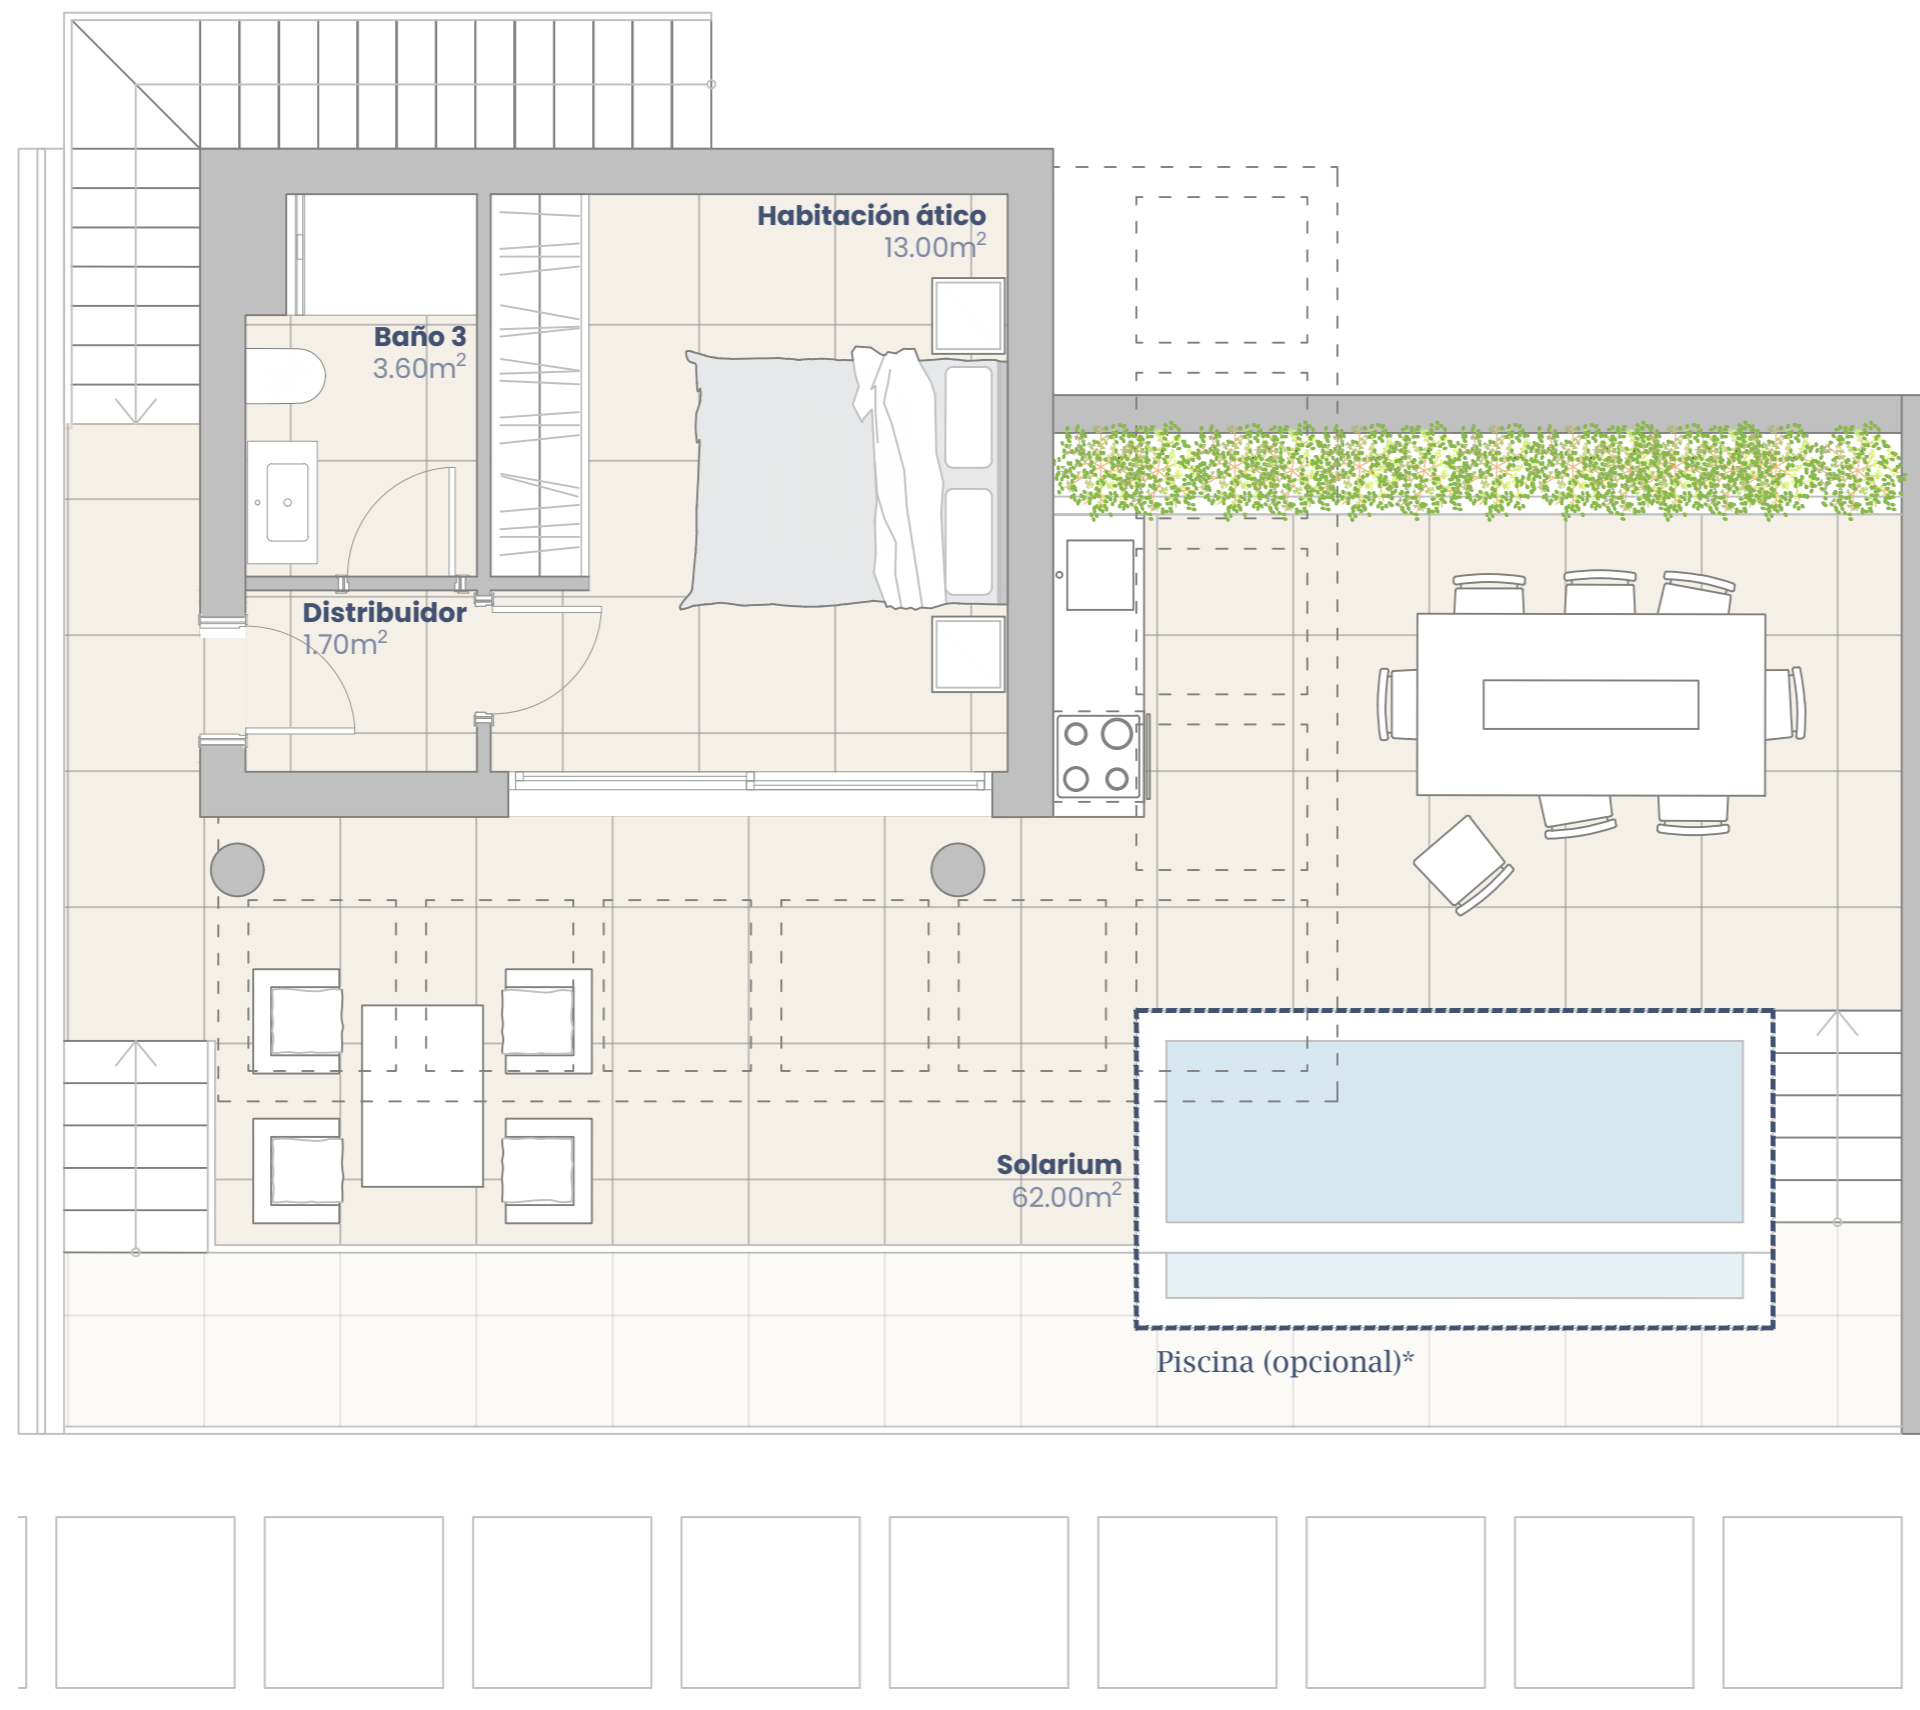 Habitación ático
13.00m²
Baño 3
3.60m²
Distribuidor
1.70m²
Solarium
62.00m²
Piscina (opcional)*